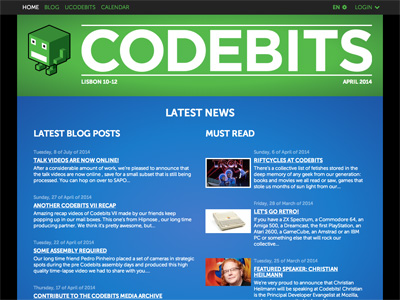 HOME BLOG UCODEBITS CALENDAR EN LOGIN
CODEBITS
LISBON 10-12 APRIL 2014
LATEST NEWS
LATEST BLOG POSTS
Tuesday, 8 of July of 2014
TALK VIDEOS ARE NOW ONLINE!
After a considerable amount of work, we're pleased to announce that
the talk videos are now online , save for a small subset that is still
being processed. You can hop on over to SAPO...
Sunday, 27 of April of 2014
ANOTHER CODEBITS VII RECAP
Amazing recap videos of Codebits VII made by our friends keep
popping up in our mail boxes. This one's from Hipnose , our long time
producing partner. We think it's pretty awesome, but...
Sunday, 20 of April of 2014
SOME ASSEMBLY REQUIRED
Our long time friend Pedro Pinheiro placed a set of cameras in strategic
spots during the pre Codebits assembly days and produced this high
quality time-lapse video we had to share with you....
Thursday, 17 of April of 2014
CONTRIBUTE TO THE CODEBITS MEDIA ARCHIVE
MUST READ
Sunday, 6 of April of 2014
RIFTCYCLES AT CODEBITS
There's a collective list of fetishes stored in the
deep memory of any geek from our generation:
books and movies we all read or saw, games that
stole us months of sun light from our...
Friday, 28 of March of 2014
LET'S GO RETRO!
If you have a ZX Spectrum, a Commodore 64, an
Amiga 500, a Dreamcast, the first PlayStation, an
Atari 2600, a GameCube, an Amstrad or an IBM
PC or something else that will rock our
collective...
Tuesday, 25 of March of 2014
FEATURED SPEAKER: CHRISTIAN
HEILMANN
We're very proud to announce that Christian
Heilmann will be speaking at Codebits! Christian
is the Principal Developer Evangelist at Mozilla,